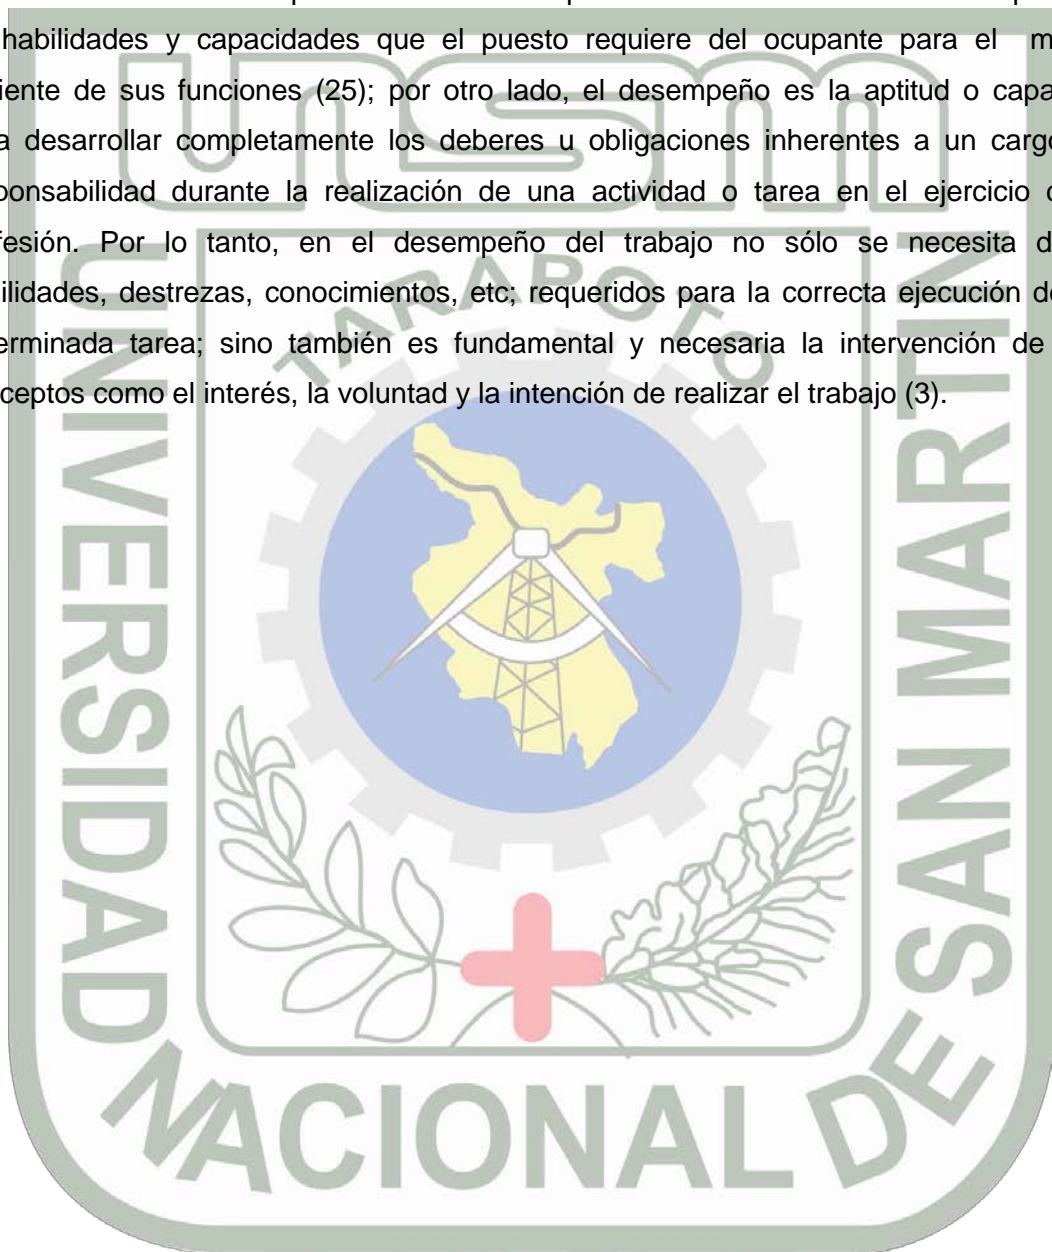 habilidades y capacidades que el puesto requiere del ocupante para el m
iente de sus funciones (25); por otro lado, el desempeño es la aptitud o capa
a desarrollar completamente los deberes u obligaciones inherentes a un cargo
ponsabilidad durante la realización de una actividad o tarea en el ejercicio d
fesión. Por lo tanto, en el desempeño del trabajo no sólo se necesita d
ilidades, destrezas, conocimientos, etc; requeridos para la correcta ejecución de
erminada tarea; sino también es fundamental y necesaria la intervención de
ceptos como el interés, la voluntad y la intención de realizar el trabajo (3).
unsm
TARAPOTO
UNIVERSIDAD
NACIONAL DE
SAN MARTIN